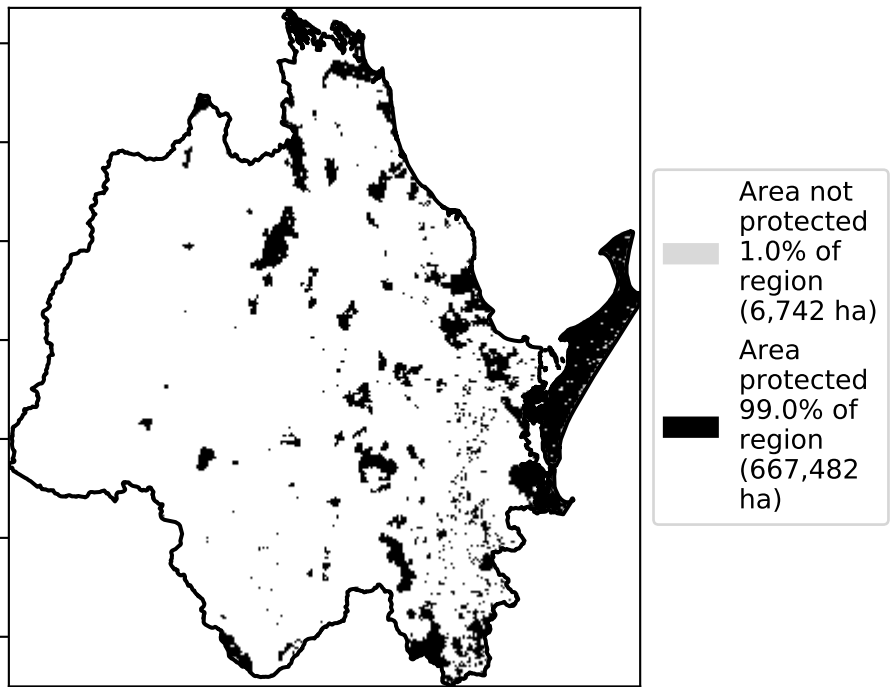 Area not
protected
1.0% of
region
(6,742 ha)
Area
protected
99.0% of
region
(667,482
ha)